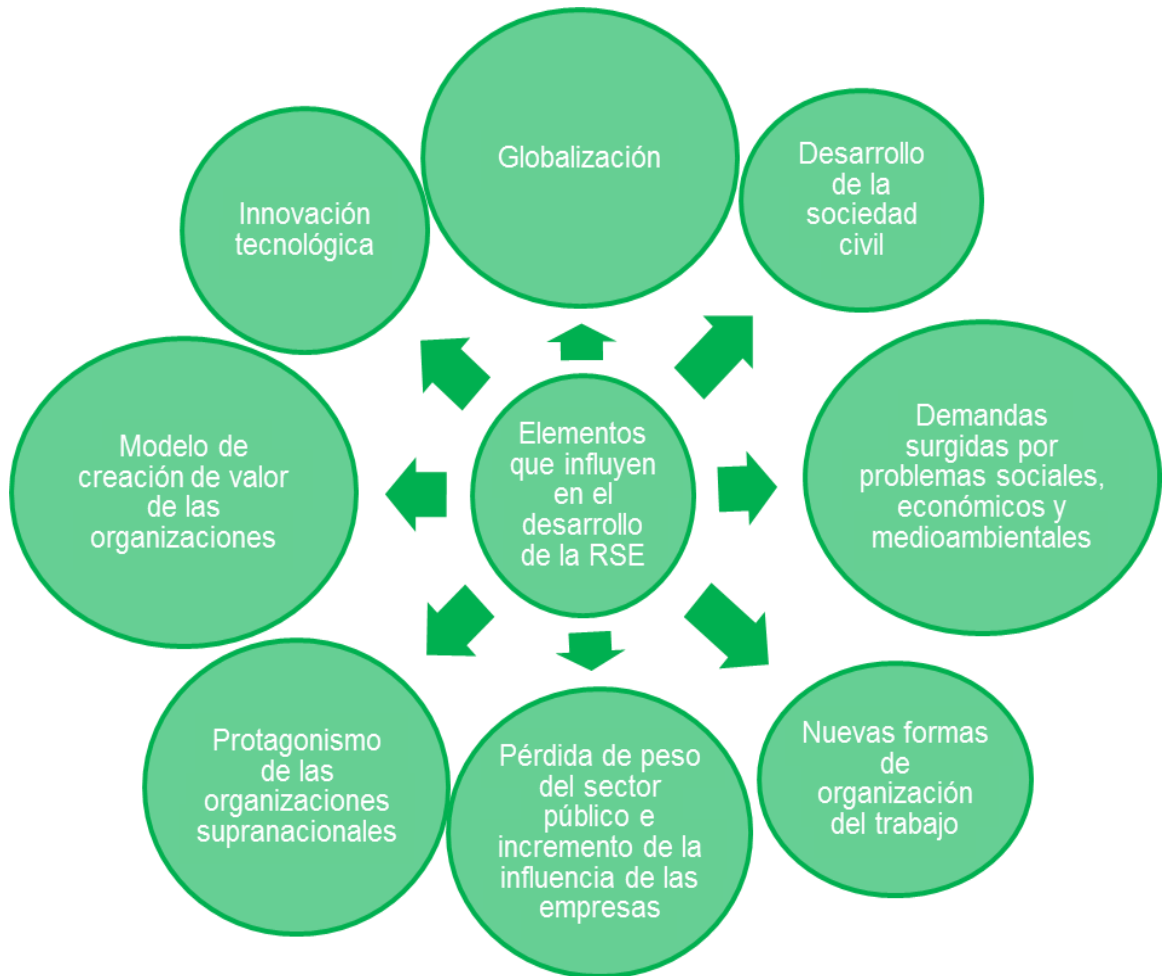 Globalización
Desarrollo
de la
sociedad
civil
Demandas
surgidas por
problemas sociales,
económicos y
medioambientales
Nuevas formas
de
organización
del trabajo
Pérdida de peso
del sector
público e
incremento de la
influencia de las
empresas
Protagonismo
de las
organizaciones
supranacionales
Modelo de
creación de valor
de las
organizaciones
Innovación
tecnológica
Elementos
que influyen
en el
desarrollo
de la RSE